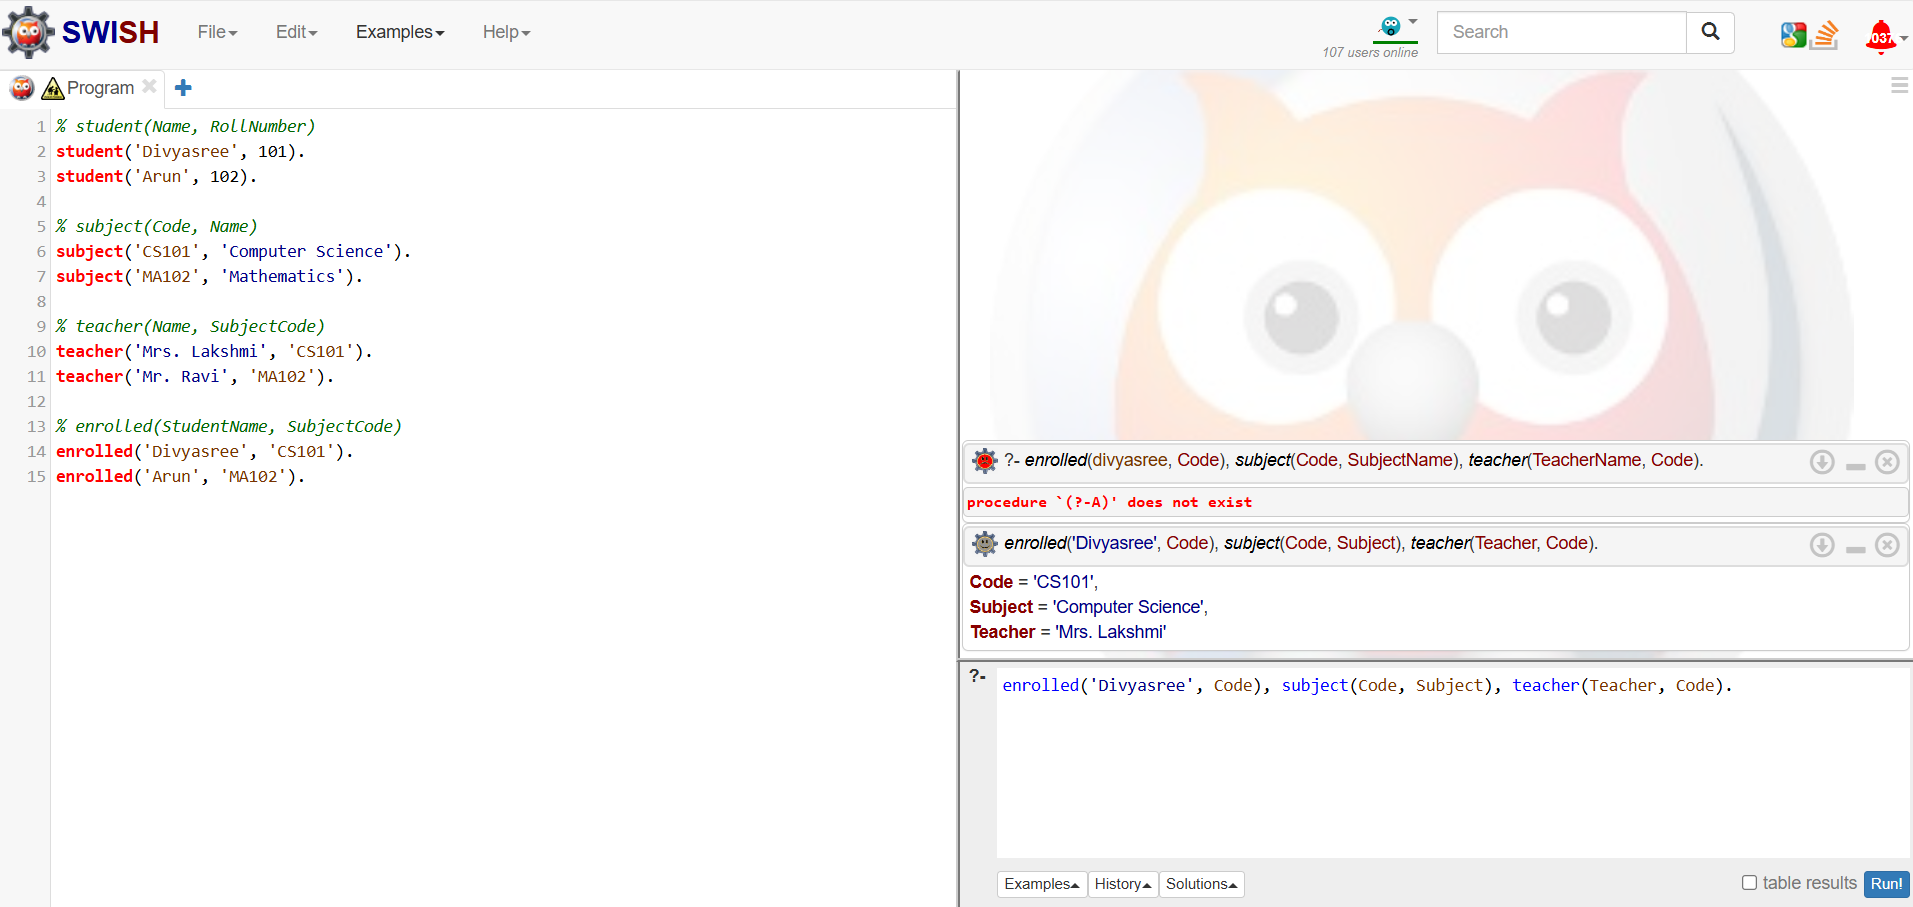 SWISH File Edit Examples Help 107 users online Search
Program
1 % student(Name, RollNumber)
2 student('Divyasree', 101).
3 student('Arun', 102).
4
5 % subject(Code, Name)
6 subject('CS101', 'Computer Science').
7 subject('MA102', 'Mathematics').
8
9 % teacher(Name, SubjectCode)
10 teacher('Mrs. Lakshmi', 'CS101').
11 teacher('Mr. Ravi', 'MA102').
12
13 % enrolled(StudentName, SubjectCode)
14 enrolled('Divyasree', 'CS101').
15 enrolled('Arun', 'MA102').
?- enrolled(divyasree, Code), subject(Code, SubjectName), teacher(TeacherName, Code).
procedure `(?-A)' does not exist
enrolled('Divyasree', Code), subject(Code, Subject), teacher(Teacher, Code).
Code = 'CS101',
Subject = 'Computer Science',
Teacher = 'Mrs. Lakshmi'
?- enrolled('Divyasree', Code), subject(Code, Subject), teacher(Teacher, Code).
Examples History Solutions table results Run!